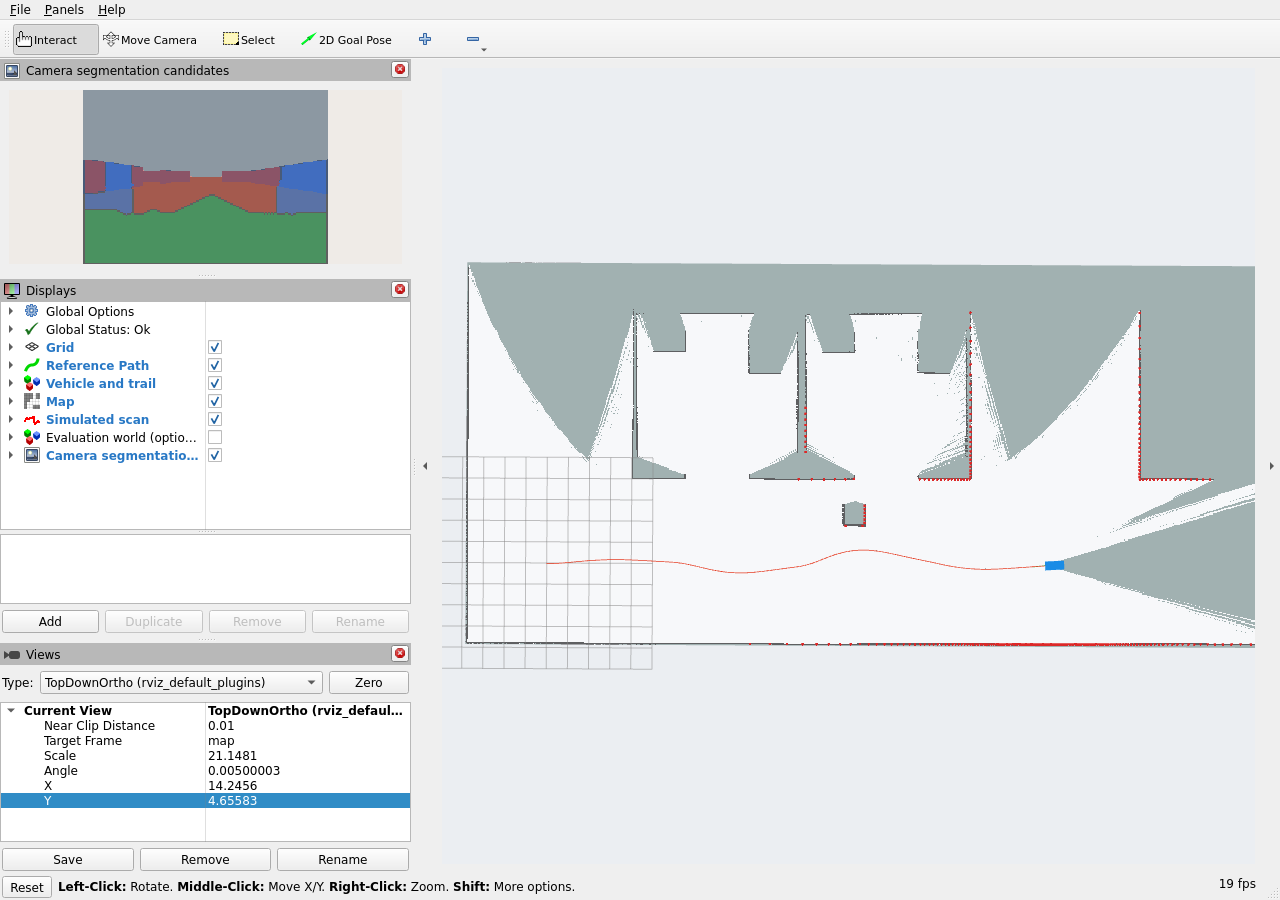 File Panels Help
Interact Move Camera Select 2D Goal Pose
Camera segmentation candidates
Displays
Global Options
Global Status: Ok
Grid
Reference Path
Vehicle and trail
Map
Simulated scan
Evaluation world (optio...
Camera segmentatio...
Add Duplicate Remove Rename
Views
Type: TopDownOrtho (rviz_default_plugins) Zero
Current View TopDownOrtho (rviz_defaul...
Near Clip Distance 0.01
Target Frame map
Scale 21.1481
Angle 0.00500003
X 14.2456
Y 4.65583
Save Remove Rename
Reset Left-Click: Rotate. Middle-Click: Move X/Y. Right-Click: Zoom. Shift: More options. 19 fps